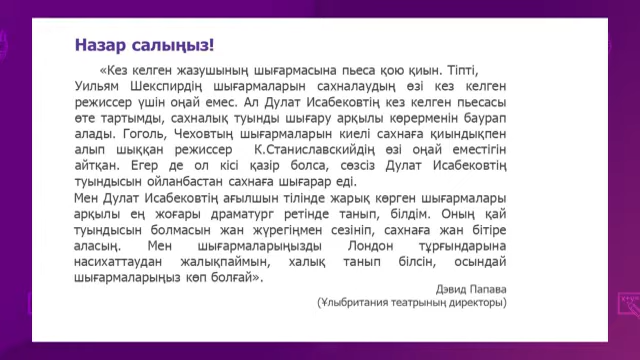 Назар салыңыз!
«Кез келген жазушының шығармасына пьеса қою қиын. Тіпті,
Уильям Шекспирдің шығармаларын сахналаудың өзі кез келген
режиссер үшін оңай емес. Ал Дулат Исабековтің кез келген пьесасы
өте тартымды, сахналық туынды шығару арқылы көрерменін баурап
алады. Гоголь, Чеховтың шығармаларын киелі сахнаға қиындықпен
алып шыққан режиссер К.Станиславскийдің өзі оңай еместігін
айтқан. Егер де ол кісі қазір болса, сөзсіз Дулат Исабековтің
туындысын ойланбастан сахнаға шығарар еді.
Мен Дулат Исабековтің ағылшын тілінде жарық көрген шығармалары
арқылы ең жоғары драматург ретінде танып, білдім. Оның қай
туындысын болмасын жан жүрегіңмен сезініп, сахнаға жан бітіре
аласың. Мен шығармаларыңызды Лондон тұрғындарына
насихаттаудан жалықпаймын, халық танып білсін, осындай
шығармаларыңыз көп болғай».
Дэвид Папава
(Ұлыбритания театрының директоры)